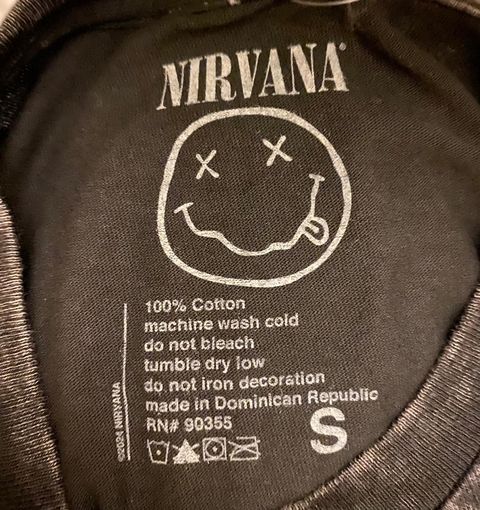 NIRVANA®
100% Cotton
machine wash cold
do not bleach
tumble dry low
do not iron decoration
made in Dominican Republic
RN# 90355
S
©2024 NIRVANA